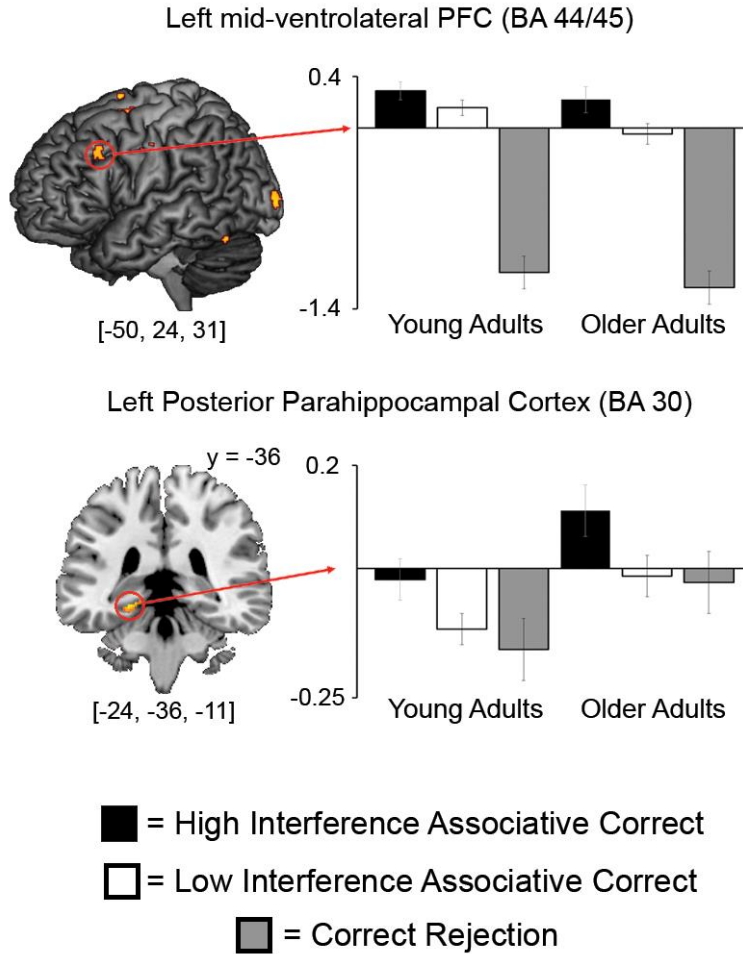 Left mid-ventrolateral PFC (BA 44/45)
0.4
-1.4
Young Adults
Older Adults
[-50, 24, 31]
Left Posterior Parahippocampal Cortex (BA 30)
y = -36
0.2
-0.25
Young Adults
Older Adults
[-24, -36, -11]
= High Interference Associative Correct
= Low Interference Associative Correct
= Correct Rejection